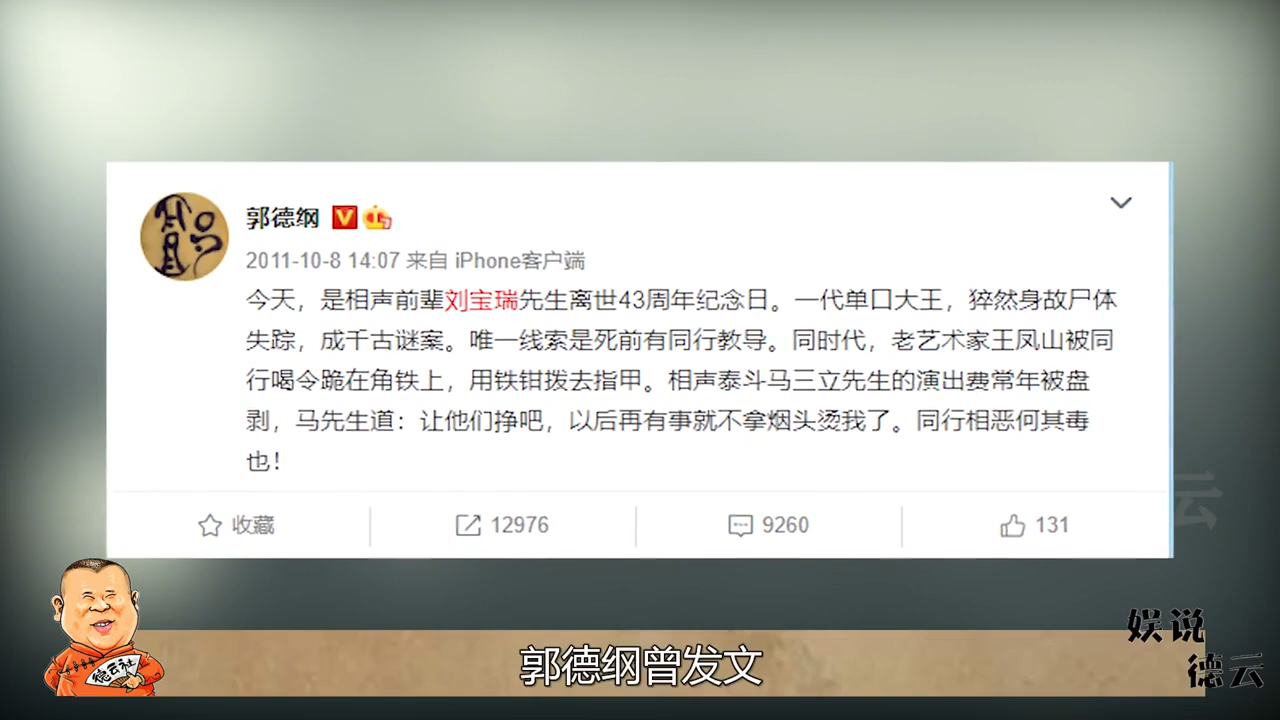 郭德纲
2011-10-8 14:07 来自 iPhone客户端
今天，是相声前辈刘宝瑞先生离世43周年纪念日。一代单口大王，猝然身故尸体
失踪，成千古谜案。唯一线索是死前有同行教导。同时代，老艺术家王凤山被同
行喝令跪在角铁上，用铁钳拨去指甲。相声泰斗马三立先生的演出费常年被盘
剥，马先生道：让他们挣吧，以后再有事就不拿烟头烫我了。同行相恶何其毒
也！
收藏
12976
9260
131
云
娱说
德云
德云社
郭德纲曾发文